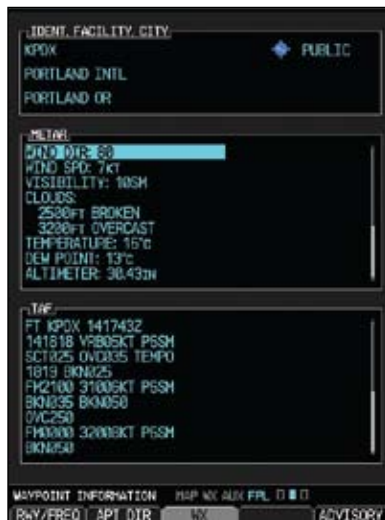 IDENT, FACILITY, CITY
KPDX PUBLIC
PORTLAND INTL
PORTLAND OR
METAR
WIND DIR: 80
WIND SPD: 7KT
VISIBILITY: 10SM
CLOUDS:
2500FT BROKEN
3200FT OVERCAST
TEMPERATURE: 16°C
DEW POINT: 13°C
ALTIMETER: 30.43IN
TAF
FT KPDX 141743Z
141818 VRB05KT P6SM
SCT025 OVC035 TEMPO
1819 BKN025
FM2100 31006KT P6SM
BKN035 BKN050
OVC250
FM0300 32008KT P6SM
BKN050
WAYPOINT INFORMATION MAP WX AUX FPL
RWY/FREQ APT DIR WX ADVISORY